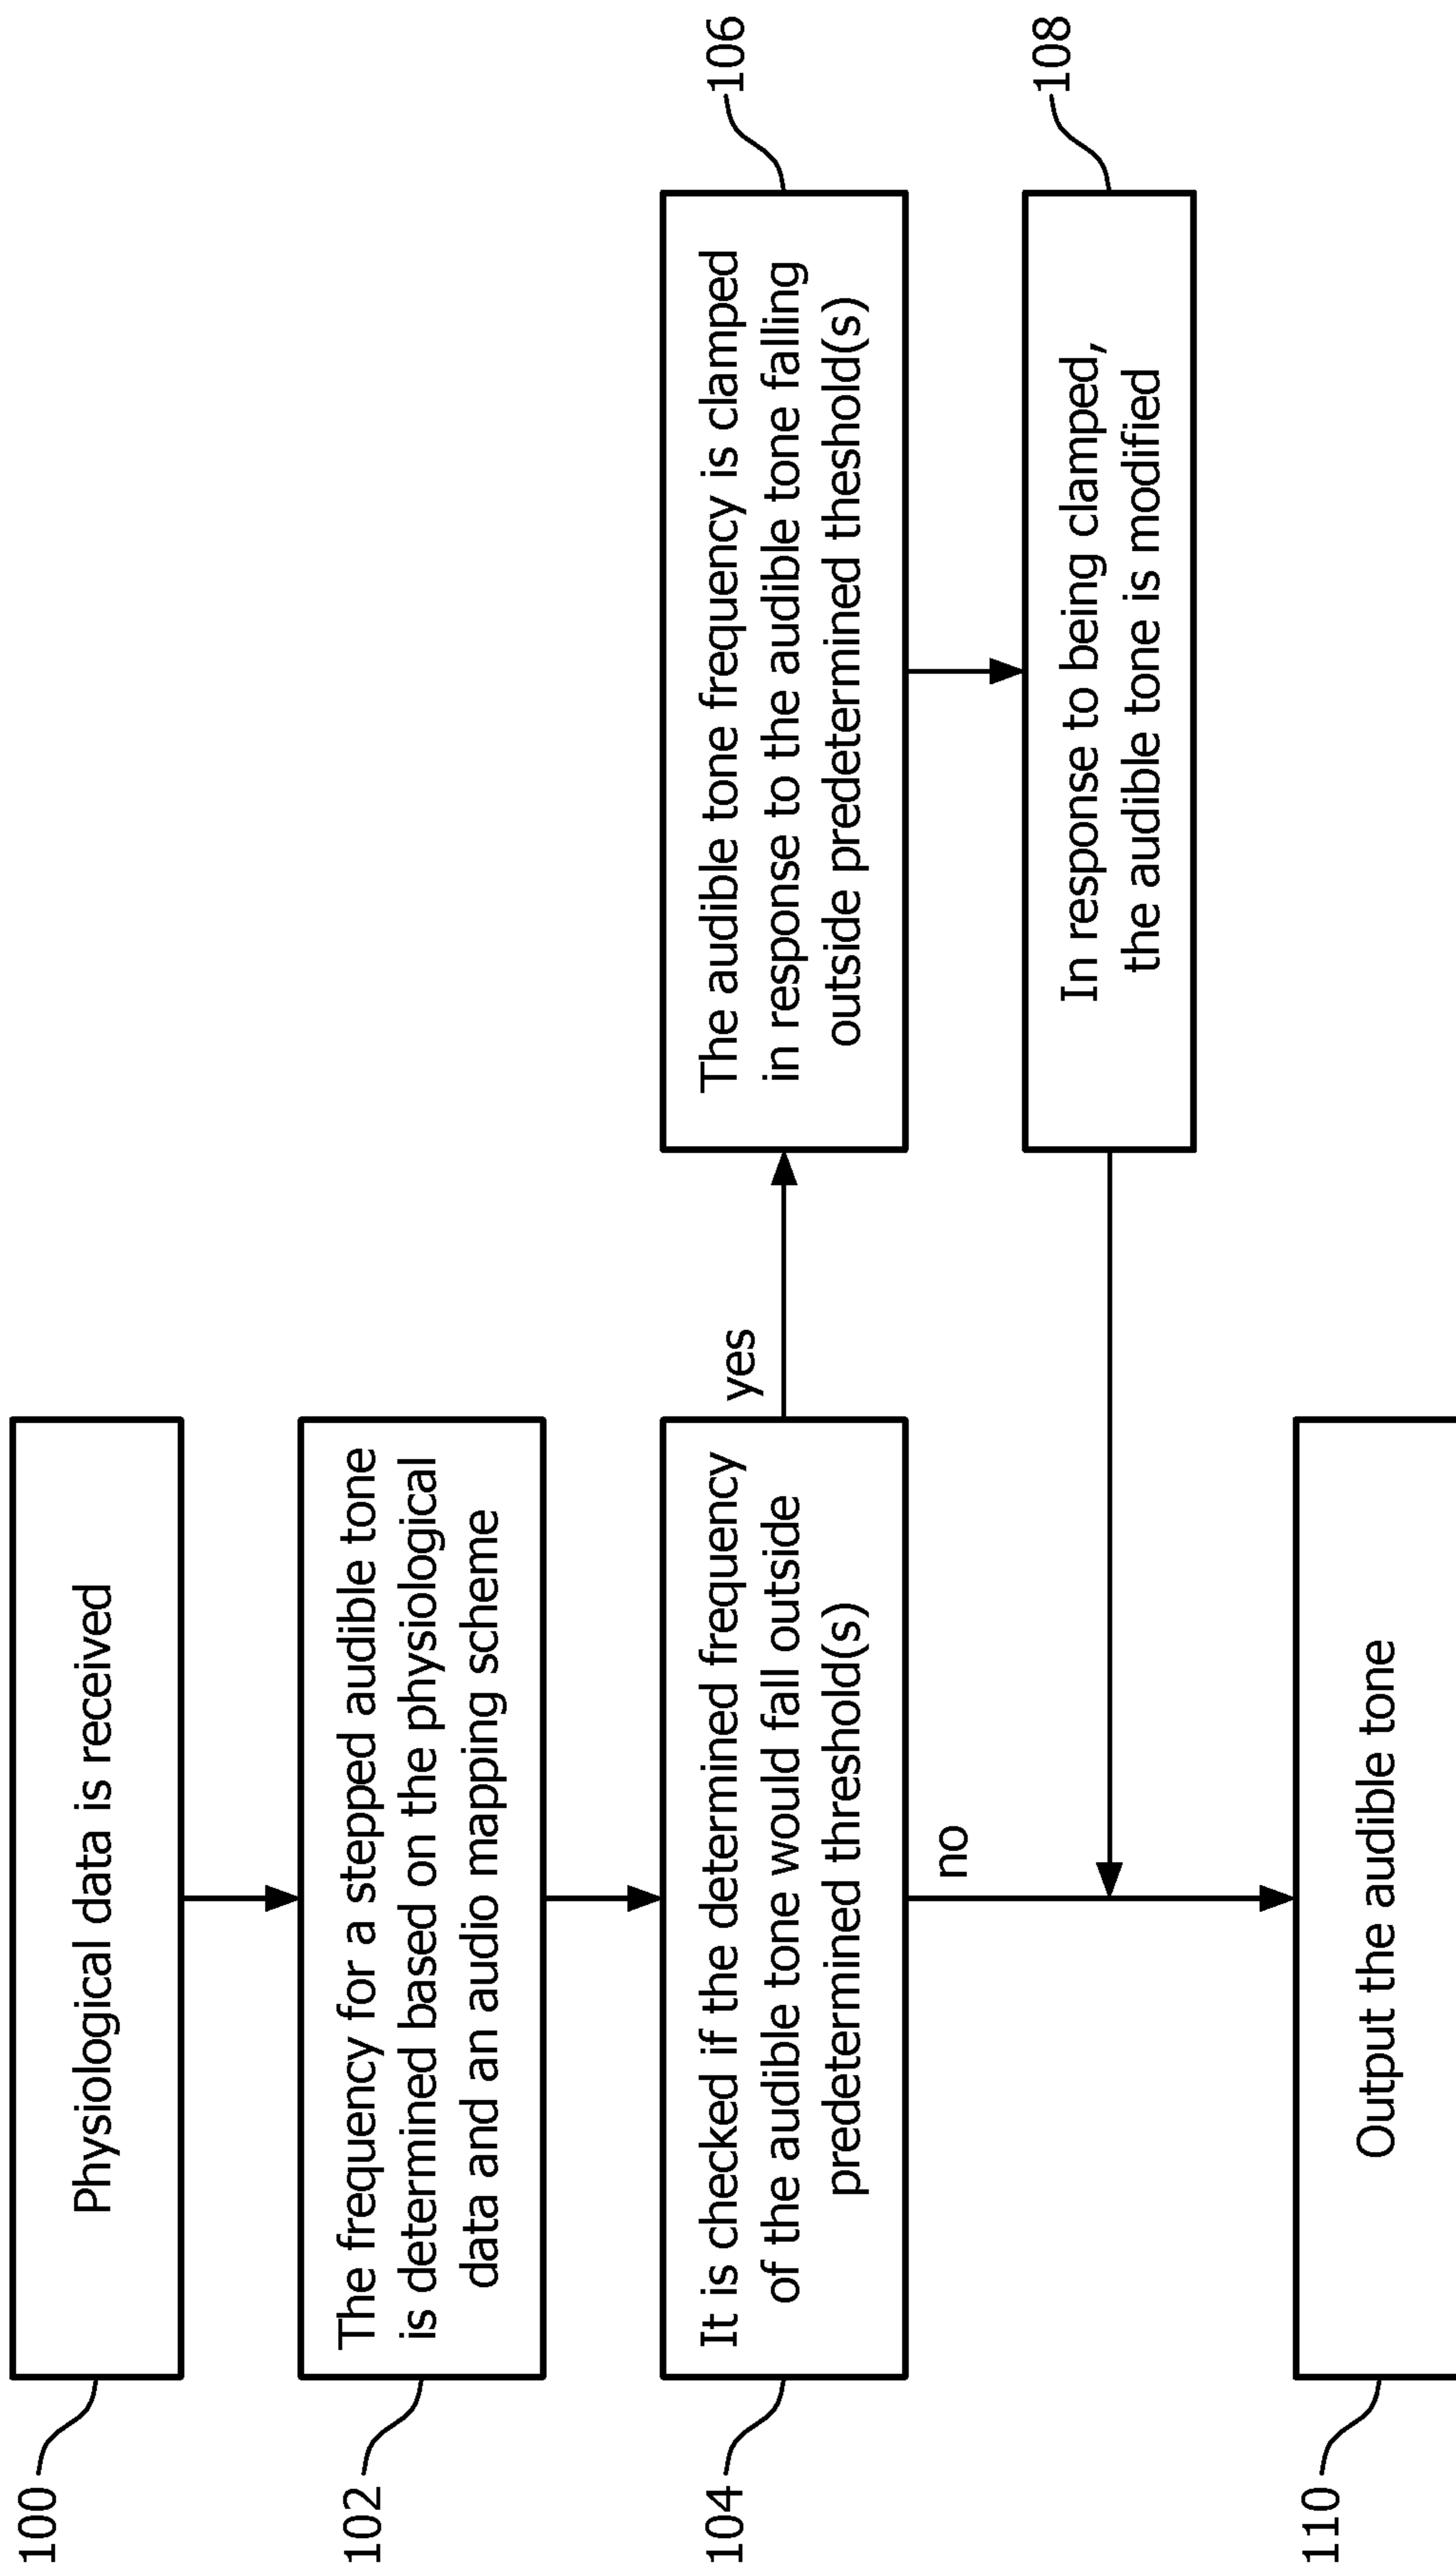 100
Physiological data is received
102
The frequency for a stepped audible tone
is determined based on the physiological
data and an audio mapping scheme
104
It is checked if the determined frequency
of the audible tone would fall outside
predetermined threshold(s)
yes
The audible tone frequency is clamped
in response to the audible tone falling
outside predetermined theshold(s)
106
no
In response to being clamped,
the audible tone is modified
108
110
Output the audible tone